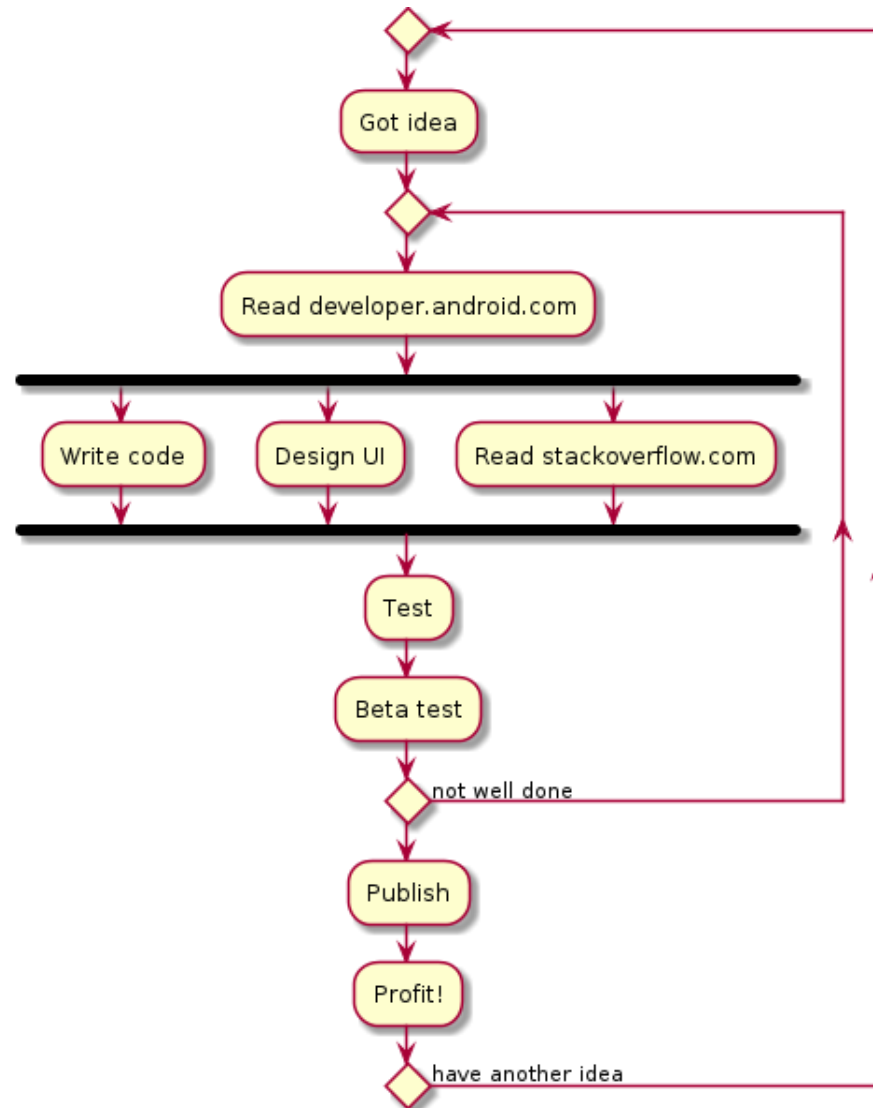 Got idea
Read developer.android.com
Write code
Design UI
Read stackoverflow.com
Test
Beta test
not well done
Publish
Profit!
have another idea